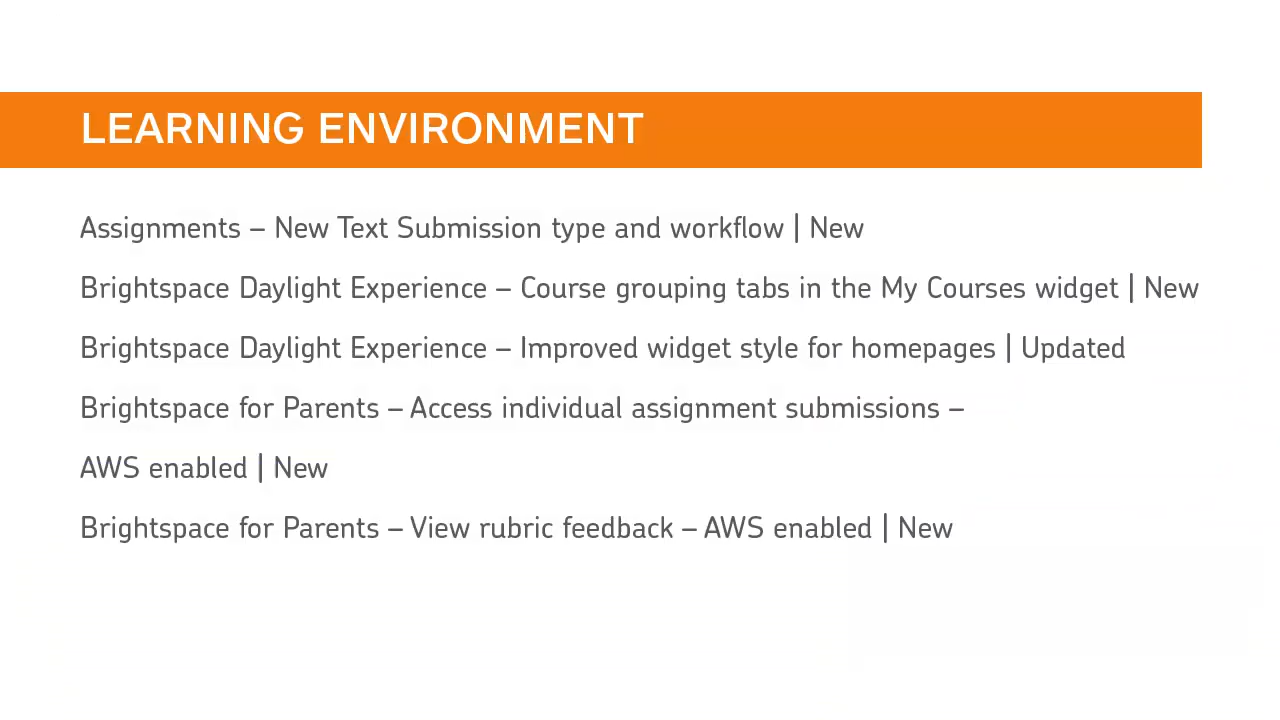 LEARNING ENVIRONMENT
Assignments – New Text Submission type and workflow | New
Brightspace Daylight Experience – Course grouping tabs in the My Courses widget | New
Brightspace Daylight Experience – Improved widget style for homepages | Updated
Brightspace for Parents – Access individual assignment submissions –
AWS enabled | New
Brightspace for Parents – View rubric feedback – AWS enabled | New